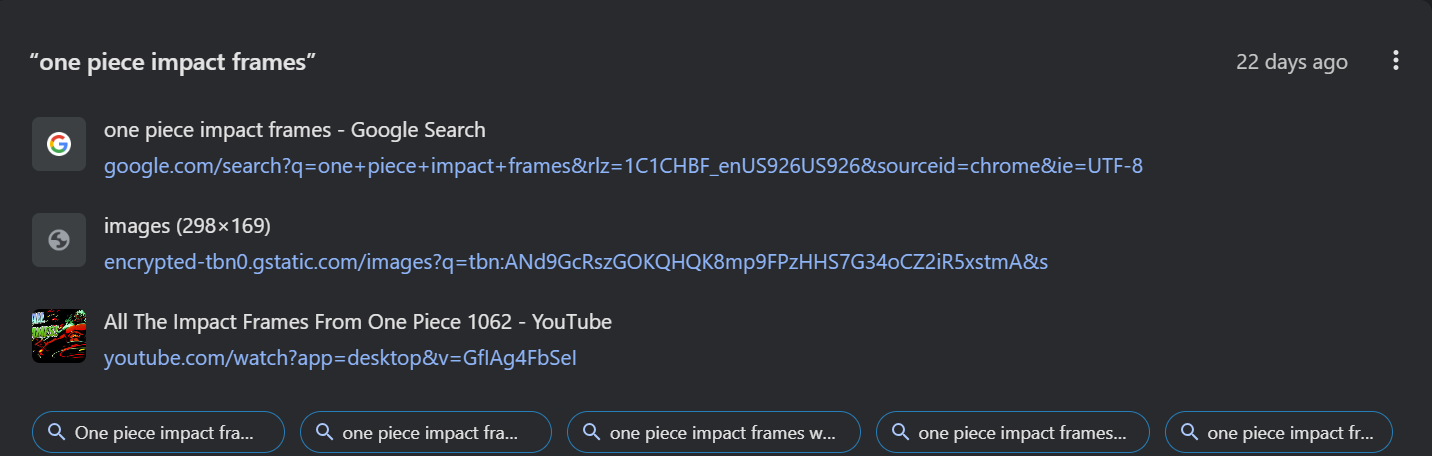 “one piece impact frames”
22 days ago
one piece impact frames - Google Search
google.com/search?q=one+piece+impact+frames&rlz=1C1CHBF_enUS926US926&sourceid=chrome&ie=UTF-8
images (298×169)
encrypted-tbn0.gstatic.com/images?q=tbn:ANd9GcRszGOKQHQK8mp9FPzHHS7G34oCZ2iR5xstmA&s
All The Impact Frames From One Piece 1062 - YouTube
youtube.com/watch?app=desktop&v=GfIAg4FbSeI
One piece impact fra...
one piece impact fra...
one piece impact frames w...
one piece impact frames...
one piece impact fr...